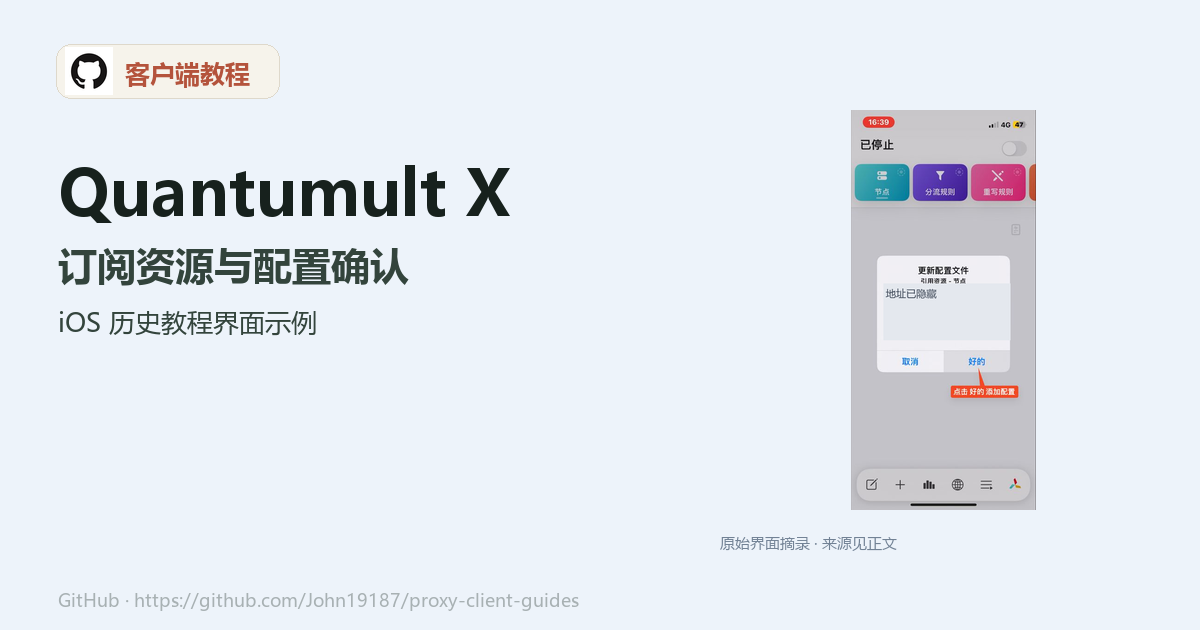 客户端教程
Quantumult X
订阅资源与配置确认
iOS 历史教程界面示例
16:39
4G 47
已停止
节点
分流规则
重写规则
更新配置文件
引用资源 - 节点
地址已隐藏
取消
好的
点击 好的 添加配置
原始界面摘录 · 来源见正文
GitHub · https://github.com/John19187/proxy-client-guides